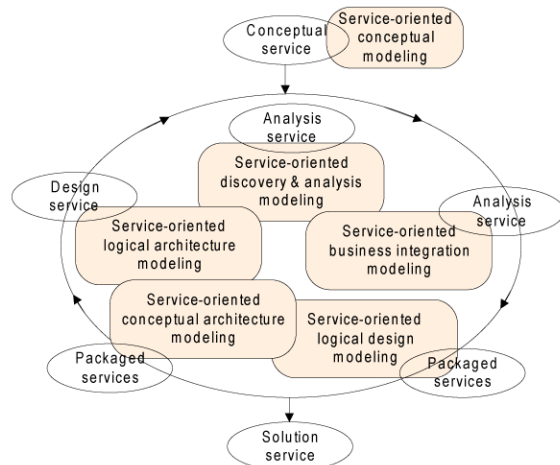 Conceptual
service
Service-oriented
conceptual
modeling
Analysis
service
Service-oriented
discovery & analysis
modeling
Design
service
Analysis
service
Service-oriented
logical architecture
modeling
Service-oriented
business integration
modeling
Service-oriented
conceptual architecture
modeling
Service-oriented
logical design
modeling
Packaged
services
Packaged
services
Solution
service